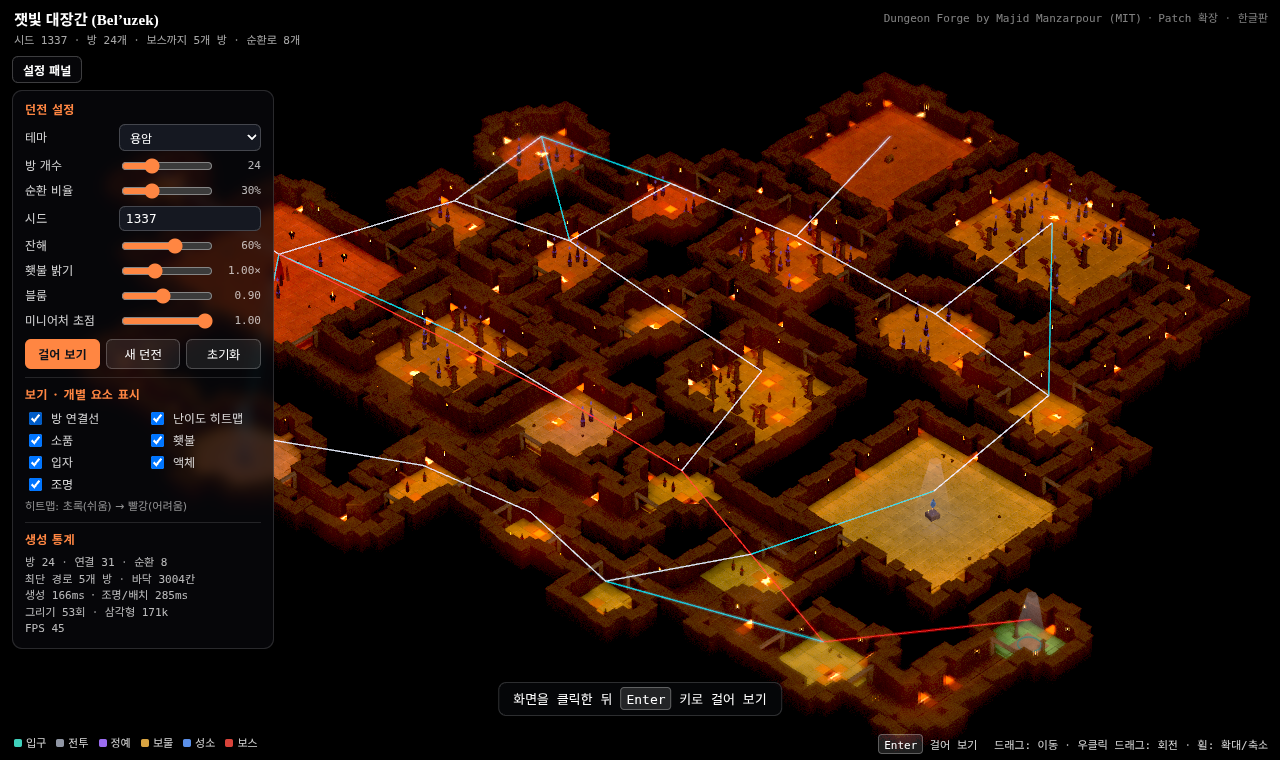 잿빛 대장간 (Bel’uzek)
Dungeon Forge by Majid Manzarpour (MIT) · Patch 확장 · 한글판
시드 1337 · 방 24개 · 보스까지 5개 방 · 순환로 8개
설정 패널
던전 설정
테마 용암
방 개수 24
순환 비율 30%
시드 1337
잔해 60%
횃불 밝기 1.00×
블룸 0.90
미니어처 초점 1.00
걸어 보기 새 던전 초기화
보기 · 개별 요소 표시
방 연결선 난이도 히트맵
소품 횃불
입자 액체
조명
히트맵: 초록(쉬움) → 빨강(어려움)
생성 통계
방 24 · 연결 31 · 순환 8
최단 경로 5개 방 · 바닥 3004칸
생성 166ms · 조명/배치 285ms
그리기 53회 · 삼각형 171k
FPS 45
화면을 클릭한 뒤 Enter 키로 걸어 보기
입구 전투 정예 보물 성소 보스
Enter 걸어 보기 드래그: 이동 · 우클릭 드래그: 회전 · 휠: 확대/축소